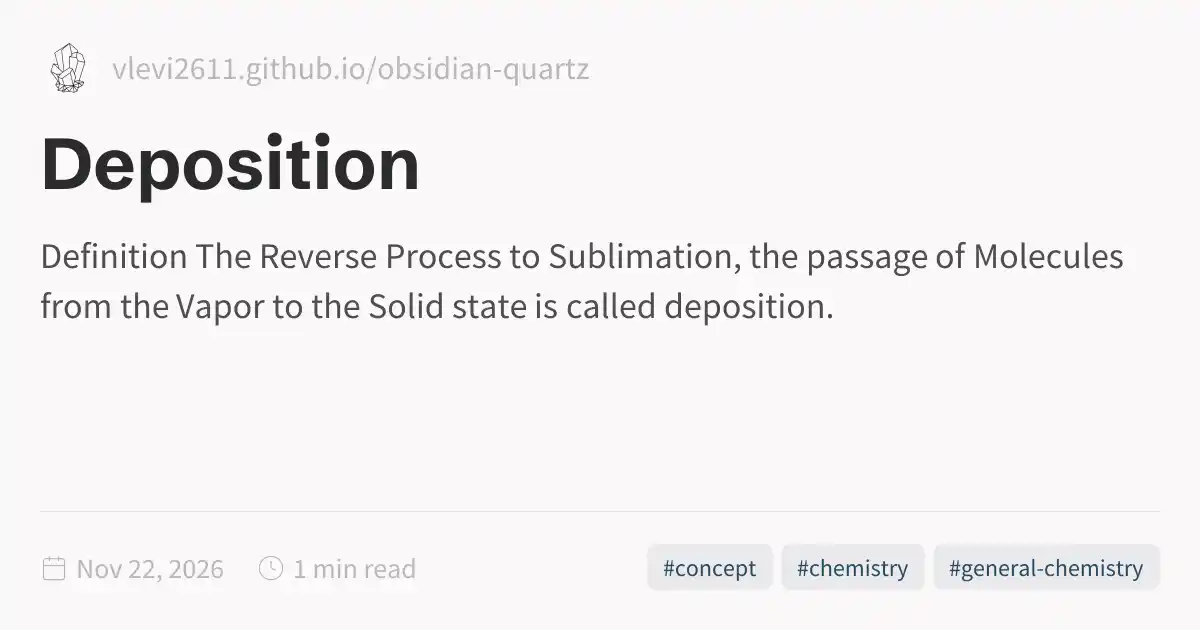 vlevi2611.github.io/obsidian-quartz
Deposition
Definition The Reverse Process to Sublimation, the passage of Molecules
from the Vapor to the Solid state is called deposition.
Nov 22, 2026 1 min read #concept #chemistry #general-chemistry